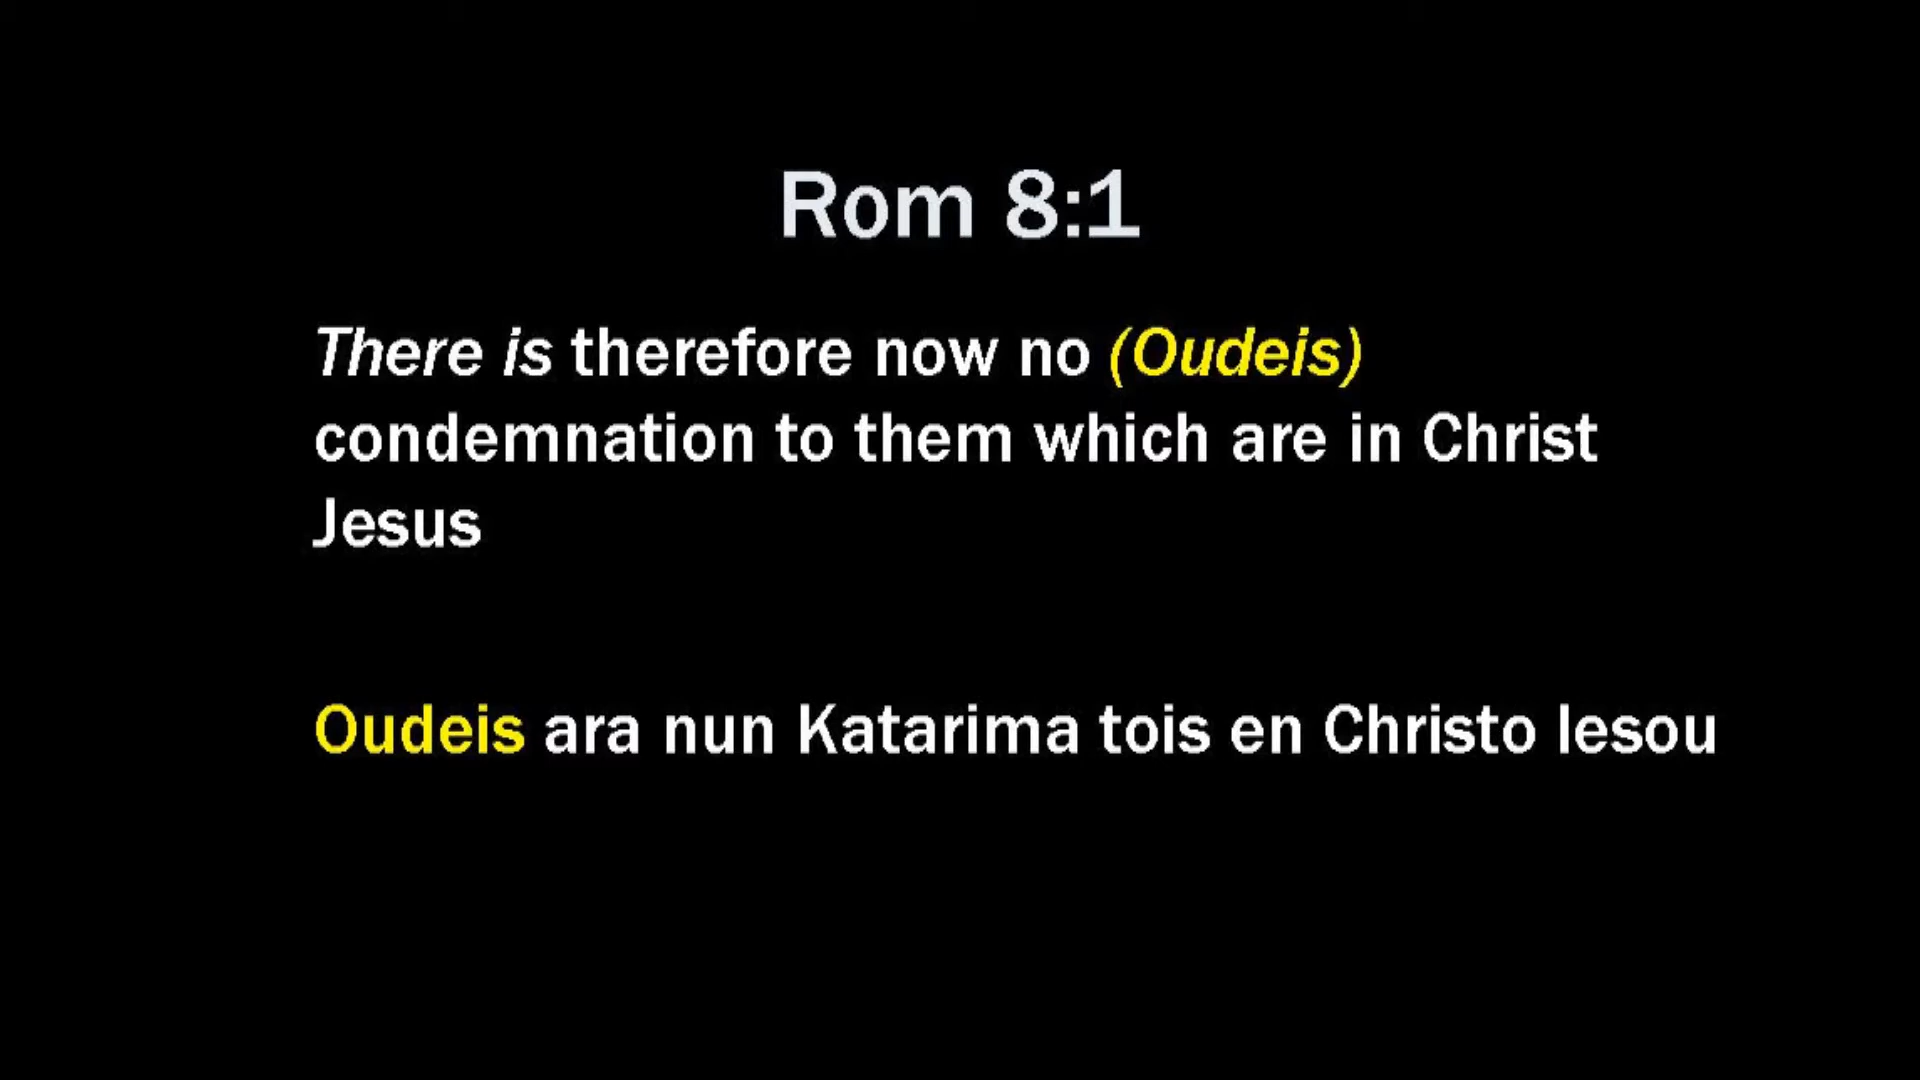 Rom 8:1
There is therefore now no (Oudeis)
condemnation to them which are in Christ
Jesus
Oudeis ara nun Katarima tois en Christo Iesou